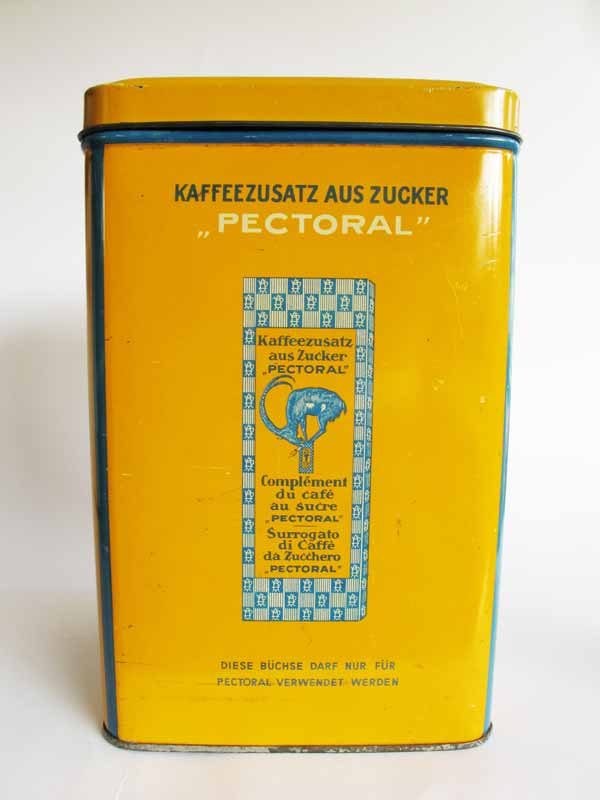 KAFFEEZUSATZ AUS ZUCKER
„PECTORAL”
Kaffeezusatz
aus Zucker
„PECTORAL”
Complément
du café
au sucre
„PECTORAL”
Surrogato
di Caffè
da Zucchero
„PECTORAL”
DIESE BÜCHSE DARF NUR FÜR
PECTORAL VERWENDET WERDEN